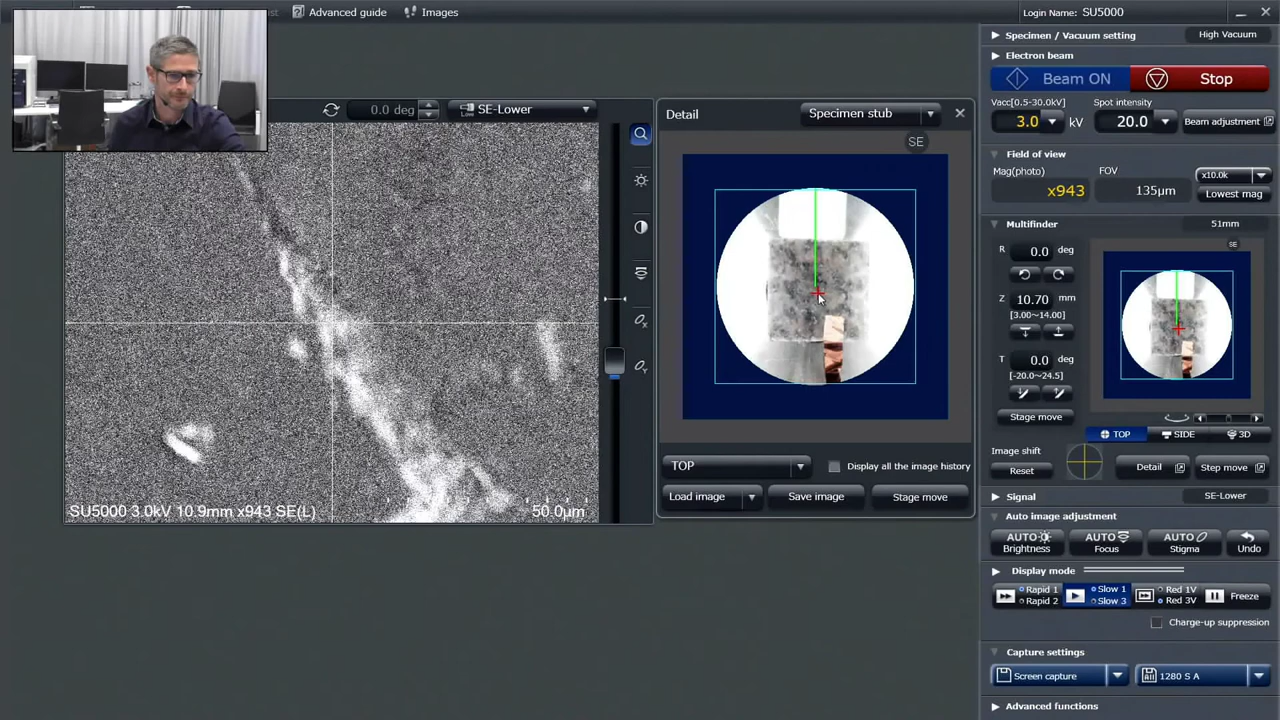 Advanced guide
Images
Login Name: SU5000
0.0 deg
SE-Lower
Detail
Specimen stub
SE
SU5000 3.0kV 10.9mm x943 SE(L)
50.0µm
TOP
Display all the image history
Load image
Save image
Stage move
Specimen / Vacuum setting
High Vacuum
Electron beam
Beam ON
Stop
Vacc[0.5-30.0kV]
Spot intensity
3.0 kV
20.0
Beam adjustment
Field of view
Mag(photo)
FOV
x10.0k
x943
135µm
Lowest mag
Multifinder
51mm
R 0.0 deg
SE
Z 10.70 mm
[3.00~14.00]
T 0.0 deg
[-20.0~24.5]
Stage move
TOP
SIDE
3D
Image shift
Reset
Detail
Step move
Signal
SE-Lower
Auto image adjustment
AUTO
Brightness
AUTO
Focus
AUTO
Stigma
Undo
Display mode
Rapid 1
Rapid 2
Slow 1
Slow 3
Red 1V
Red 3V
Freeze
Charge-up suppression
Capture settings
Screen capture
1280 S A
Advanced functions